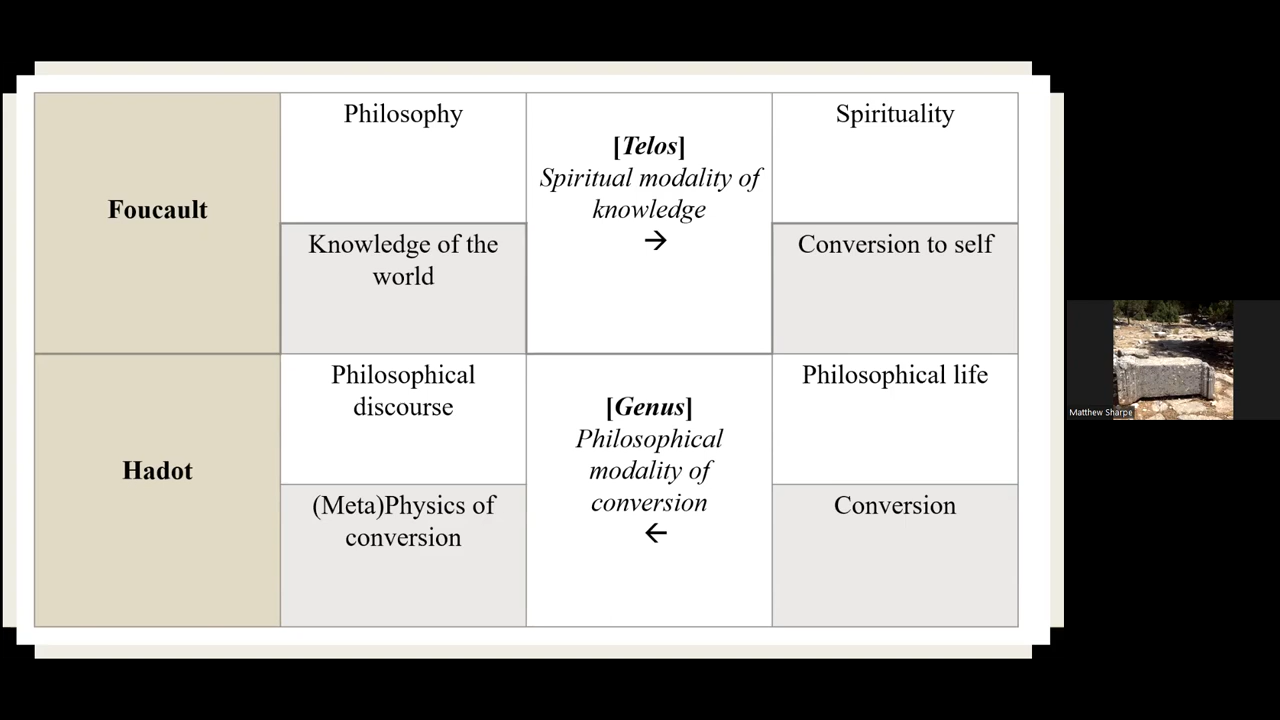 Foucault
Philosophy
Knowledge of the
world
[Telos]
Spiritual modality of
knowledge
→
Spirituality
Conversion to self
Hadot
Philosophical
discourse
(Meta)Physics of
conversion
[Genus]
Philosophical
modality of
conversion
←
Philosophical life
Conversion
Matthew Sharpe